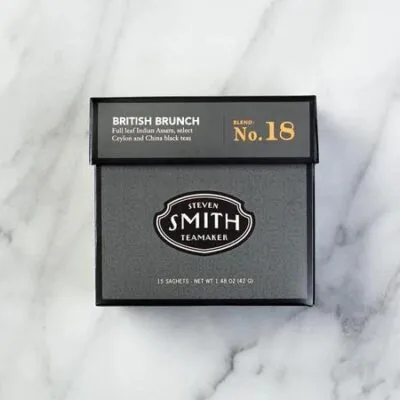 BRITISH BRUNCH
Full leaf Indian Assam, select
Ceylon and China black teas
BLEND:
No. 18
STEVEN
SMITH
TEAMAKER
15 SACHETS - NET WT 1.48 OZ (42 G)